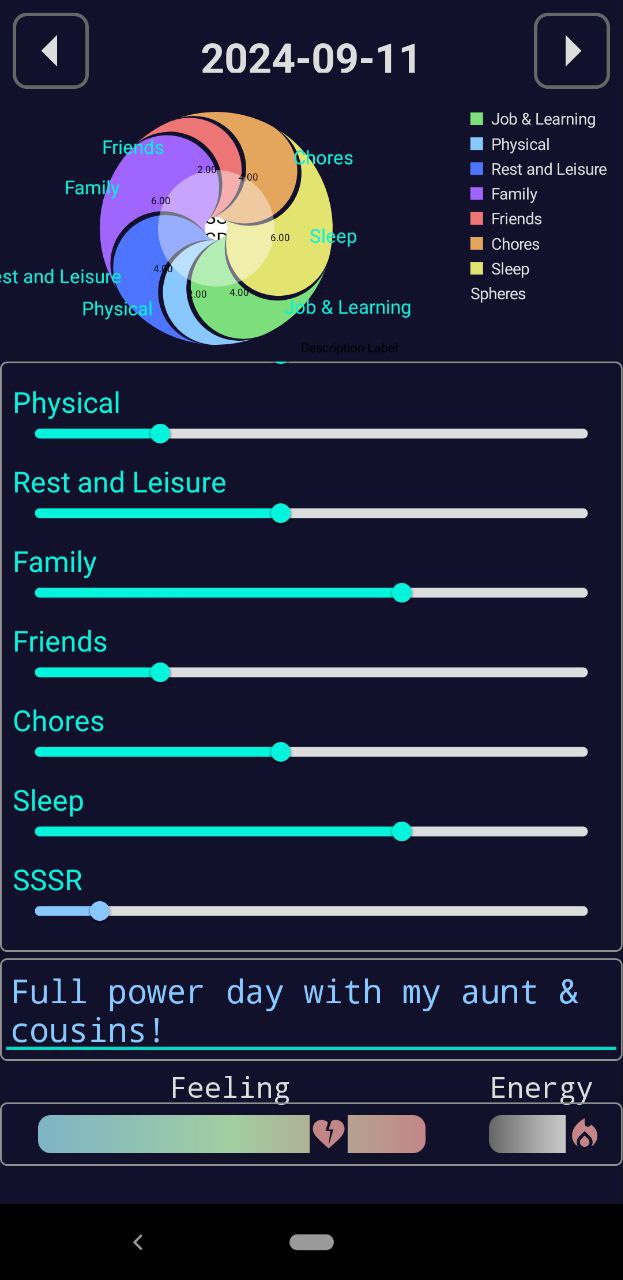 2024-09-11
Friends
Family
est and Leisure
Physical
Chores
Sleep
Job & Learning
2.00
4.00
6.00
6.00
4.00
2.00
4.00
Description Label
Job & Learning
Physical
Rest and Leisure
Family
Friends
Chores
Sleep
Spheres
Physical
Rest and Leisure
Family
Friends
Chores
Sleep
SSSR
Full power day with my aunt &
cousins!
Feeling
Energy